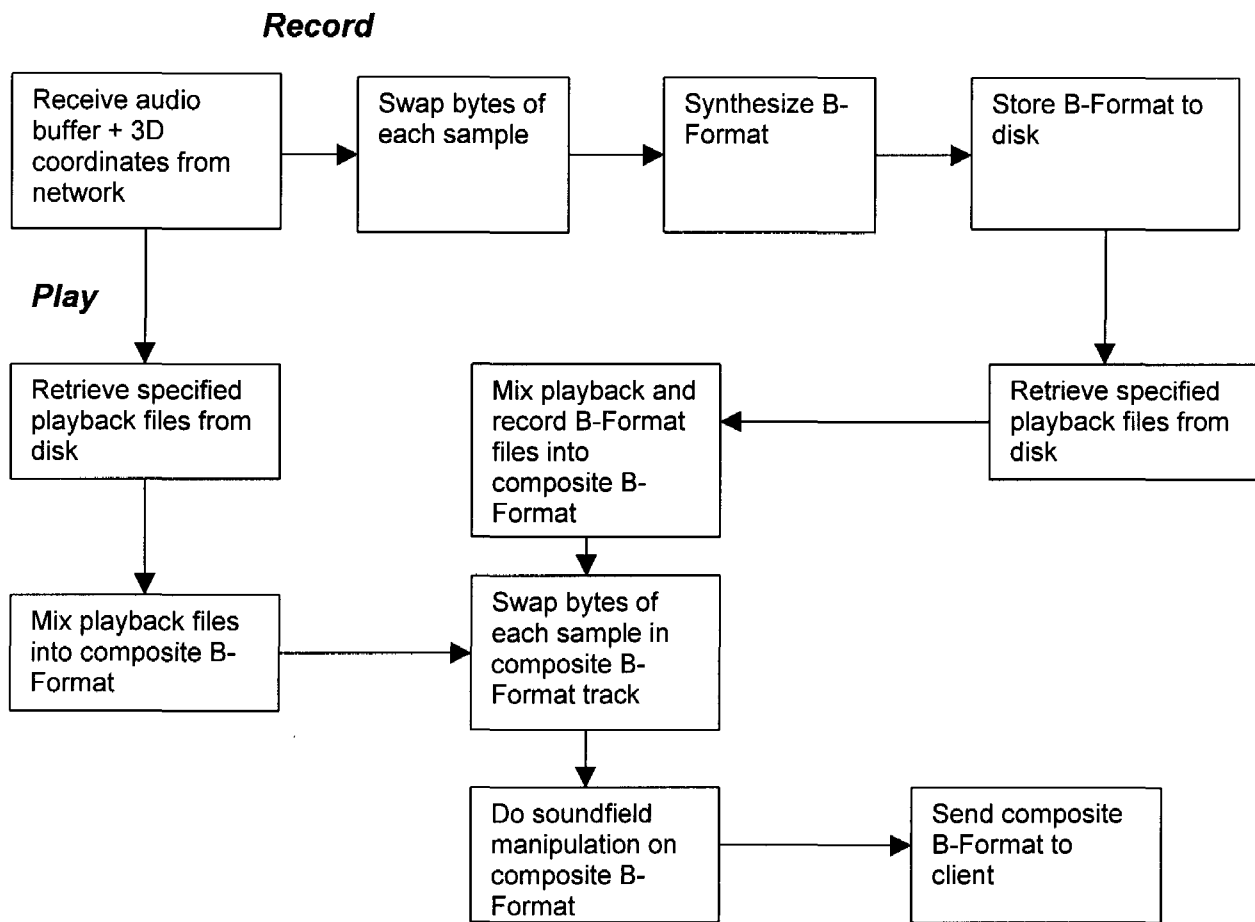 Record
Receive audio
buffer + 3D
coordinates from
network
Swap bytes of
each sample
Synthesize B-
Format
Store B-Format to
disk
Play
Retrieve specified
playback files from
disk
Mix playback and
record B-Format
files into
composite B-
Format
Retrieve specified
playback files from
disk
Mix playback files
into composite B-
Format
Swap bytes of
each sample in
composite B-
Format track
Do soundfield
manipulation on
composite B-
Format
Send composite
B-Format to
client